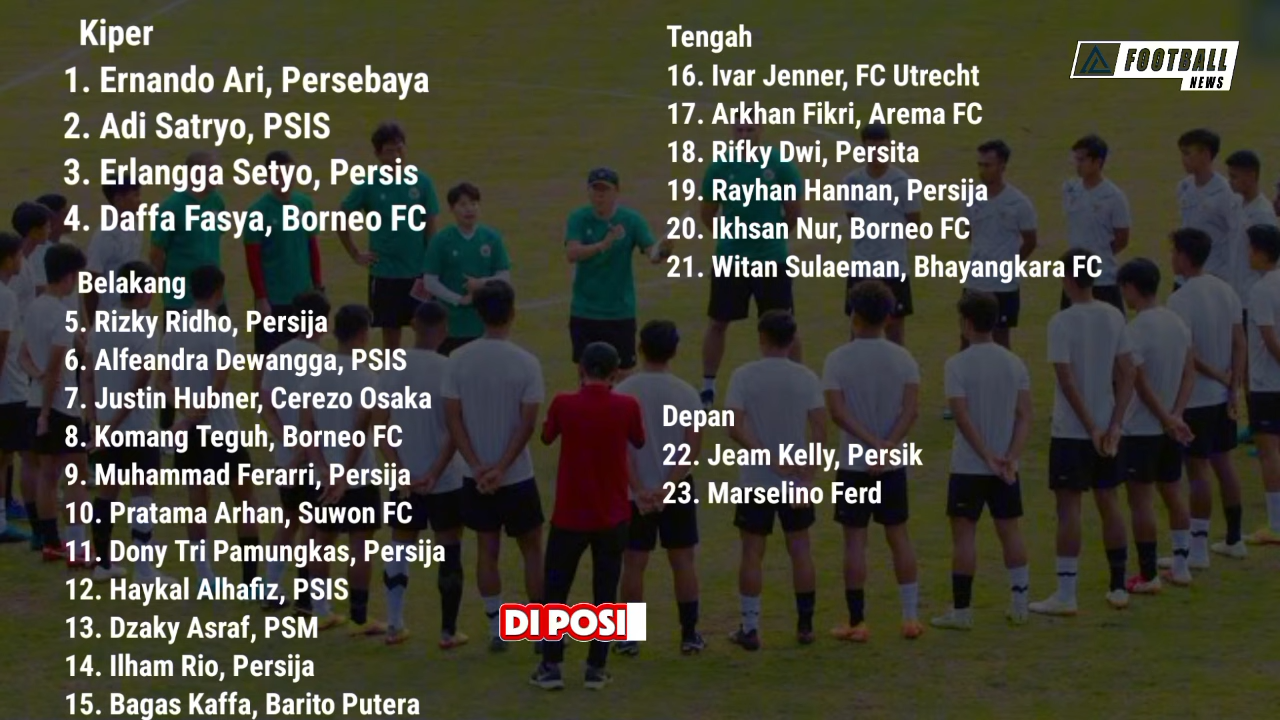 Kiper
1. Ernando Ari, Persebaya
2. Adi Satryo, PSIS
3. Erlangga Setyo, Persis
4. Daffa Fasya, Borneo FC
Belakang
5. Rizky Ridho, Persija
6. Alfeandra Dewangga, PSIS
7. Justin Hubner, Cerezo Osaka
8. Komang Teguh, Borneo FC
9. Muhammad Ferarri, Persija
10. Pratama Arhan, Suwon FC
11. Dony Tri Pamungkas, Persija
12. Haykal Alhafiz, PSIS
13. Dzaky Asraf, PSM
14. Ilham Rio, Persija
15. Bagas Kaffa, Barito Putera
Tengah
16. Ivar Jenner, FC Utrecht
17. Arkhan Fikri, Arema FC
18. Rifky Dwi, Persita
19. Rayhan Hannan, Persija
20. Ikhsan Nur, Borneo FC
21. Witan Sulaeman, Bhayangkara FC
Depan
22. Jeam Kelly, Persik
23. Marselino Ferd
FOOTBALL
NEWS
DI POSI